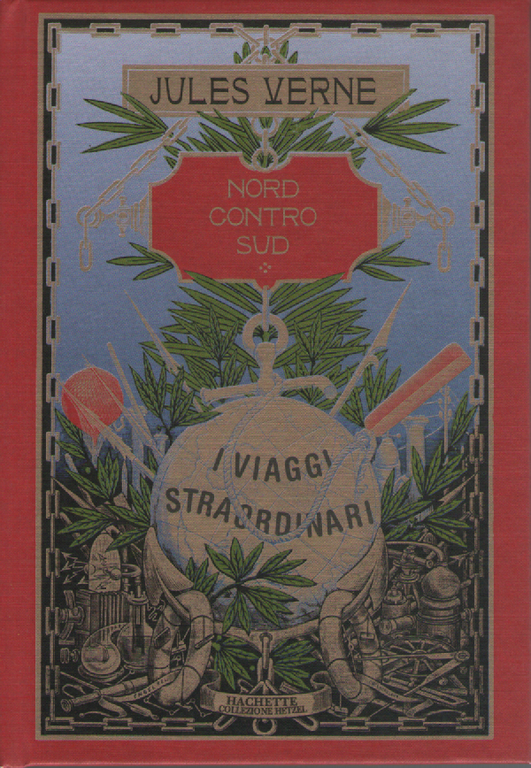 JULES VERNE
NORD
CONTRO
SUD
I VIAGGI
STRAORDINARI
HACHETTE
COLLEZIONE HETZEL